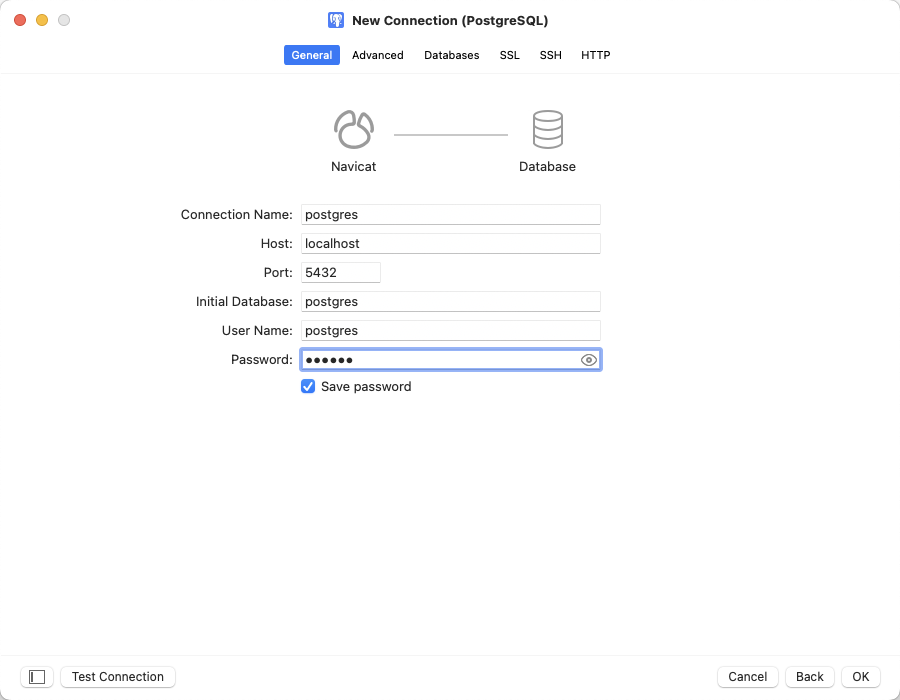 New Connection (PostgreSQL)
General Advanced Databases SSL SSH HTTP
Navicat Database
Connection Name: postgres
Host: localhost
Port: 5432
Initial Database: postgres
User Name: postgres
Password: ●●●●●●
Save password
Test Connection Cancel Back OK